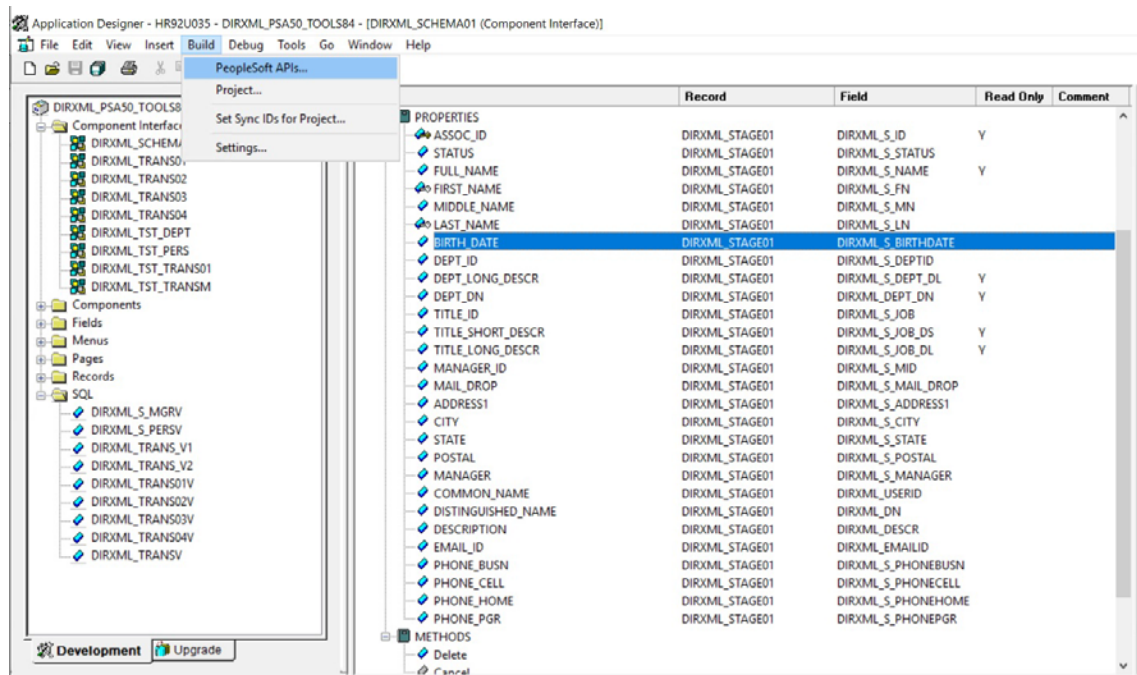 Application Designer - HR92U035 - DIRXML_PSA50_TOOLS84 - [DIRXML_SCHEMA01 (Component Interface)]
File Edit View Insert Build Debug Tools Go Window Help
PeopleSoft APIs...
Project...
Set Sync IDs for Project...
Settings...
DIRXML_PSA50_TOOLS8
Component Interfac
DIRXML_SCHEMA
DIRXML_TRANS01
DIRXML_TRANS02
DIRXML_TRANS03
DIRXML_TRANS04
DIRXML_TST_DEPT
DIRXML_TST_PERS
DIRXML_TST_TRANS01
DIRXML_TST_TRANSM
Components
Fields
Menus
Pages
Records
SQL
DIRXML_S_MGRV
DIRXML_S_PERSV
DIRXML_TRANS_V1
DIRXML_TRANS_V2
DIRXML_TRANS01V
DIRXML_TRANS02V
DIRXML_TRANS03V
DIRXML_TRANS04V
DIRXML_TRANSV
Development Upgrade
Record Field Read Only Comment
PROPERTIES
ASSOC_ID DIRXML_STAGE01 DIRXML_S_ID Y
STATUS DIRXML_STAGE01 DIRXML_S_STATUS
FULL_NAME DIRXML_STAGE01 DIRXML_S_NAME Y
FIRST_NAME DIRXML_STAGE01 DIRXML_S_FN
MIDDLE_NAME DIRXML_STAGE01 DIRXML_S_MN
LAST_NAME DIRXML_STAGE01 DIRXML_S_LN
BIRTH_DATE DIRXML_STAGE01 DIRXML_S_BIRTHDATE
DEPT_ID DIRXML_STAGE01 DIRXML_S_DEPTID
DEPT_LONG_DESCR DIRXML_STAGE01 DIRXML_S_DEPT_DL Y
DEPT_DN DIRXML_STAGE01 DIRXML_DEPT_DN Y
TITLE_ID DIRXML_STAGE01 DIRXML_S_JOB
TITLE_SHORT_DESCR DIRXML_STAGE01 DIRXML_S_JOB_DS Y
TITLE_LONG_DESCR DIRXML_STAGE01 DIRXML_S_JOB_DL Y
MANAGER_ID DIRXML_STAGE01 DIRXML_S_MID
MAIL_DROP DIRXML_STAGE01 DIRXML_S_MAIL_DROP
ADDRESS1 DIRXML_STAGE01 DIRXML_S_ADDRESS1
CITY DIRXML_STAGE01 DIRXML_S_CITY
STATE DIRXML_STAGE01 DIRXML_S_STATE
POSTAL DIRXML_STAGE01 DIRXML_S_POSTAL
MANAGER DIRXML_STAGE01 DIRXML_S_MANAGER
COMMON_NAME DIRXML_STAGE01 DIRXML_USERID
DISTINGUISHED_NAME DIRXML_STAGE01 DIRXML_DN
DESCRIPTION DIRXML_STAGE01 DIRXML_DESCR
EMAIL_ID DIRXML_STAGE01 DIRXML_EMAILID
PHONE_BUSN DIRXML_STAGE01 DIRXML_S_PHONEBUSN
PHONE_CELL DIRXML_STAGE01 DIRXML_S_PHONECELL
PHONE_HOME DIRXML_STAGE01 DIRXML_S_PHONEHOME
PHONE_PGR DIRXML_STAGE01 DIRXML_S_PHONEPGR
METHODS
Delete
Cancel